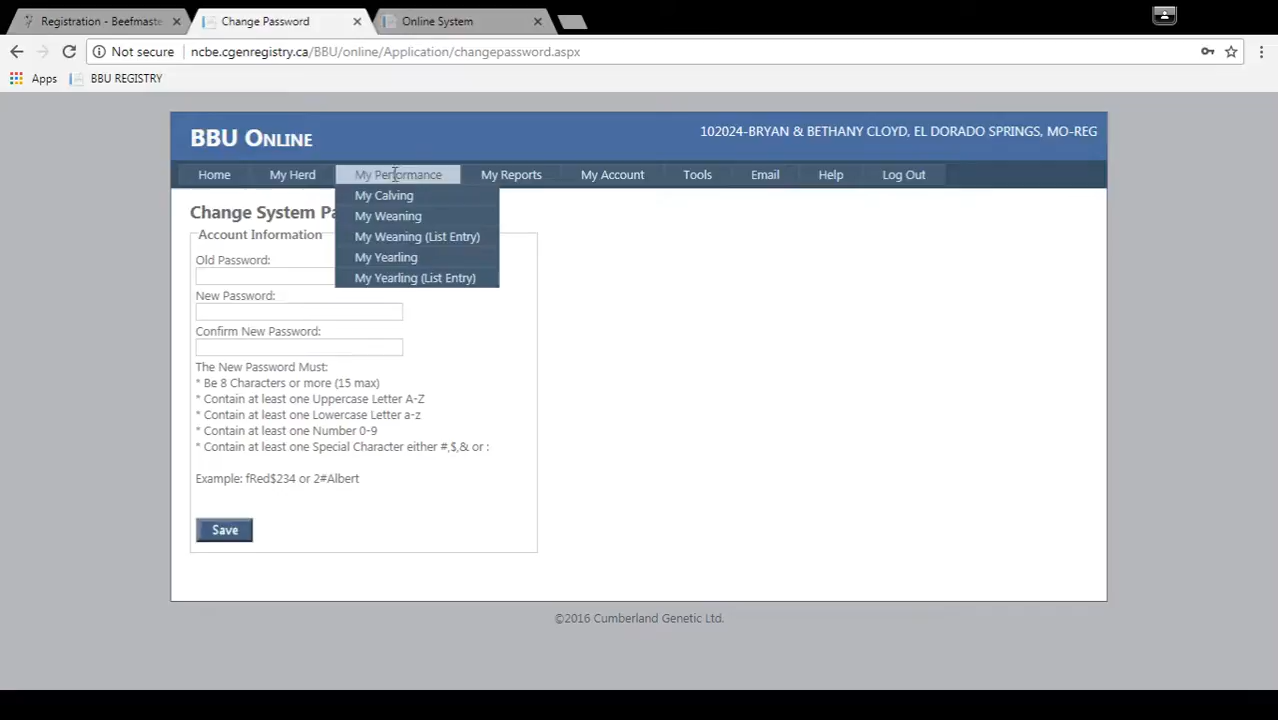 Registration - Beefmaste
Change Password
Online System
Not secure ncbe.cgenregistry.ca/BBU/online/Application/changepassword.aspx
Apps BBU REGISTRY
BBU ONLINE
102024-BRYAN & BETHANY CLOYD, EL DORADO SPRINGS, MO-REG
Home My Herd My Performance My Reports My Account Tools Email Help Log Out
My Calving
My Weaning
My Weaning (List Entry)
My Yearling
My Yearling (List Entry)
Change System Pa
Account Information
Old Password:
New Password:
Confirm New Password:
The New Password Must:
* Be 8 Characters or more (15 max)
* Contain at least one Uppercase Letter A-Z
* Contain at least one Lowercase Letter a-z
* Contain at least one Number 0-9
* Contain at least one Special Character either #,$,& or :
Example: fRed$234 or 2#Albert
Save
©2016 Cumberland Genetic Ltd.